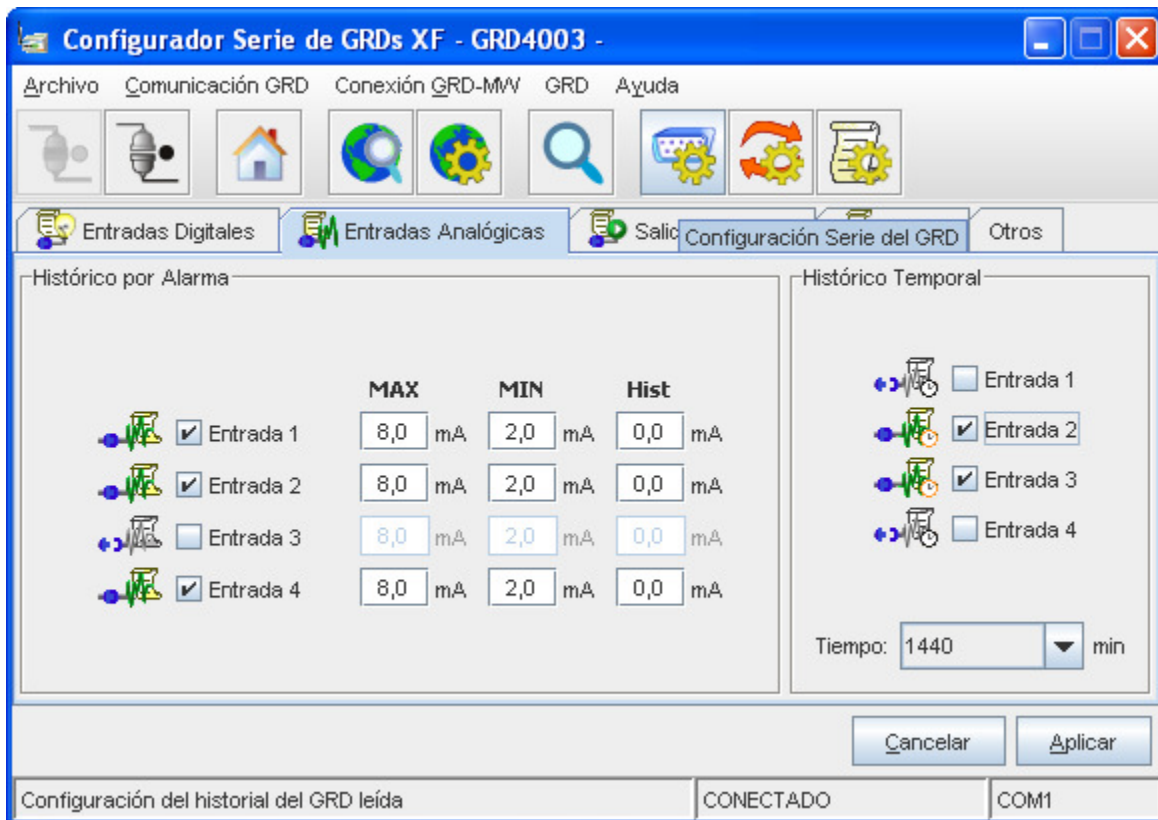 Configurador Serie de GRDs XF - GRD4003 -
Archivo Comunicación GRD Conexión GRD-MW GRD Ayuda
Entradas Digitales Entradas Analógicas Salic Configuración Serie del GRD Otros
Histórico por Alarma
MAX MIN Hist
Entrada 1 8,0 mA 2,0 mA 0,0 mA
Entrada 2 8,0 mA 2,0 mA 0,0 mA
Entrada 3 8,0 mA 2,0 mA 0,0 mA
Entrada 4 8,0 mA 2,0 mA 0,0 mA
Histórico Temporal
Entrada 1
Entrada 2
Entrada 3
Entrada 4
Tiempo: 1440 min
Cancelar Aplicar
Configuración del historial del GRD leída CONECTADO COM1